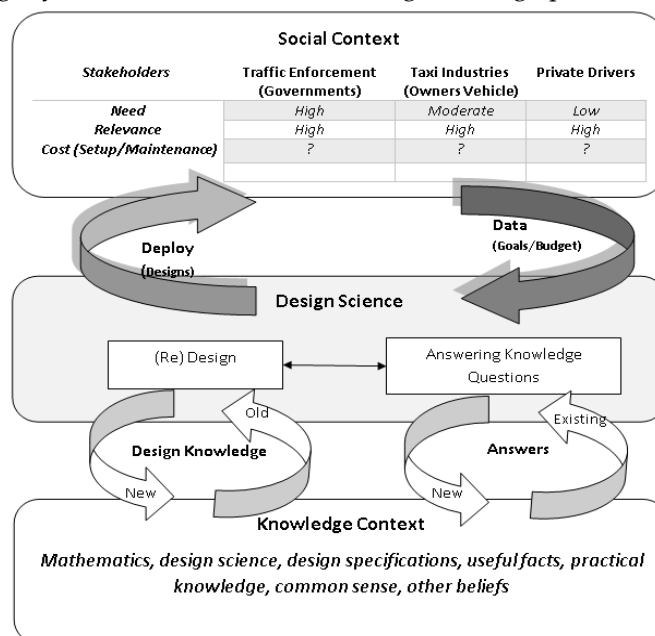 Social Context
Stakeholders Traffic Enforcement (Governments) Taxi Industries (Owners Vehicle) Private Drivers
Need High Moderate Low
Relevance High High High
Cost (Setup/Maintenance) ? ? ?
Deploy
(Designs)
Data
(Goals/Budget)
Design Science
(Re) Design
Answering Knowledge
Questions
Old
Existing
Design Knowledge
Answers
New
New
Knowledge Context
Mathematics, design science, design specifications, useful facts, practical
knowledge, common sense, other beliefs